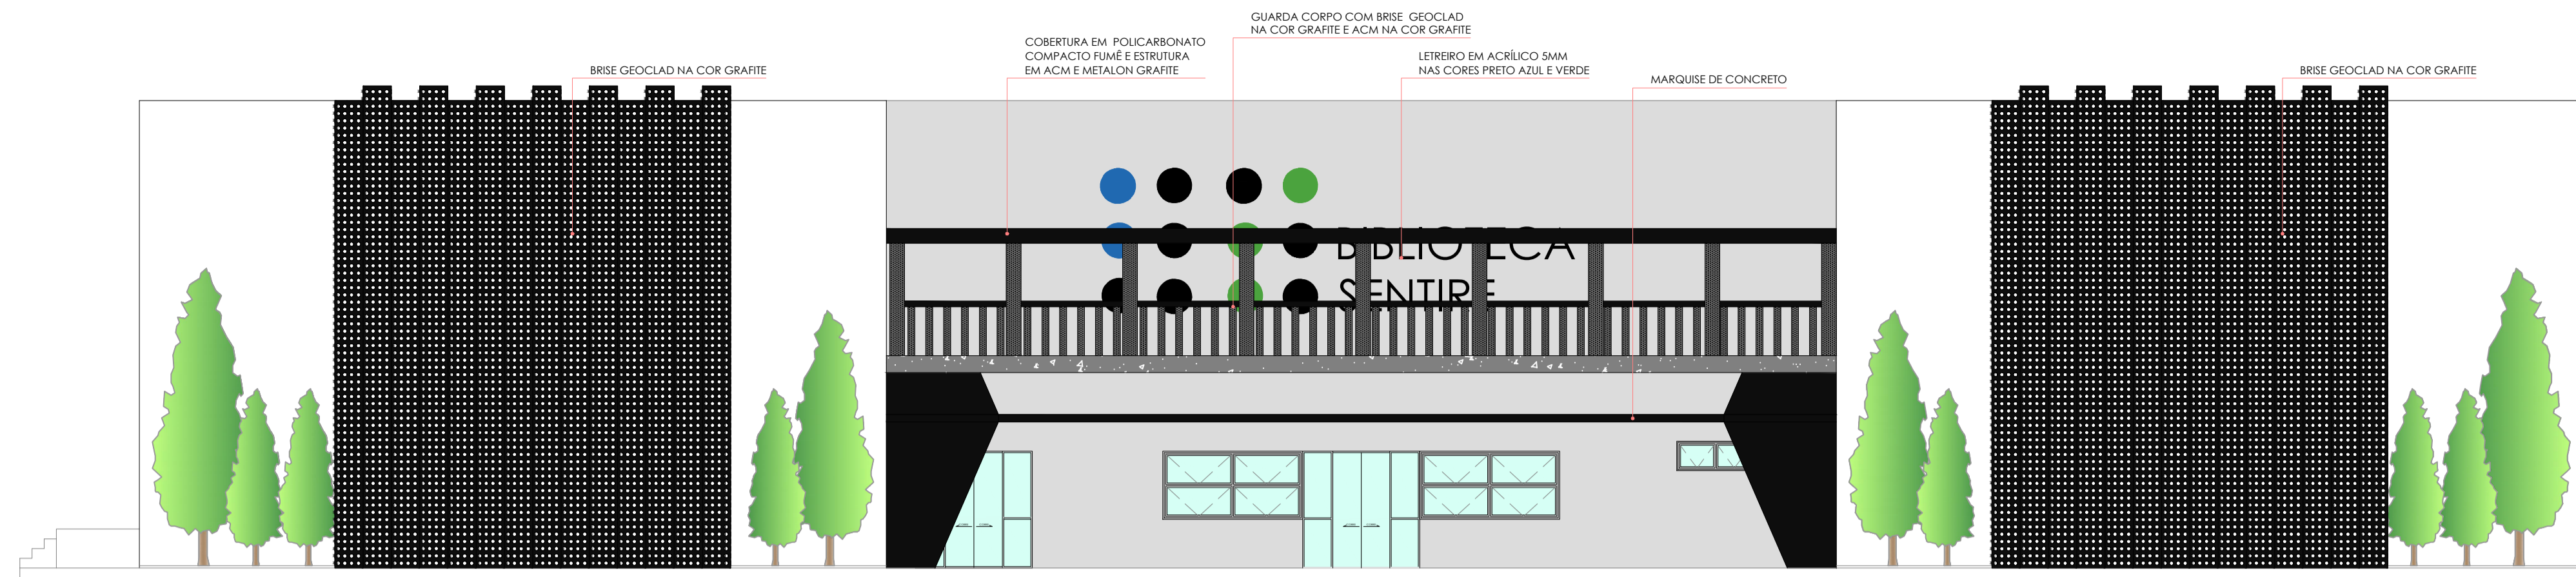 BRISE GEOCLAD NA COR GRAFITE
COBERTURA EM POLICARBONATO
COMPACTO FUMÊ E ESTRUTURA
EM ACM E METALON GRAFITE
GUARDA CORPO COM BRISE GEOCLAD
NA COR GRAFITE E ACM NA COR GRAFITE
LETREIRO EM ACRÍLICO 5MM
NAS CORES PRETO AZUL E VERDE
MARQUISE DE CONCRETO
BRISE GEOCLAD NA COR GRAFITE
BIBLIOTECA
SENTIRE